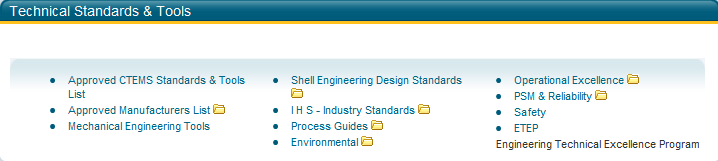 Technical Standards & Tools
Approved CTEMS Standards & Tools
List
Approved Manufacturers List
Mechanical Engineering Tools
Shell Engineering Design Standards
I H S - Industry Standards
Process Guides
Environmental
Operational Excellence
PSM & Reliability
Safety
ETEP
Engineering Technical Excellence Program